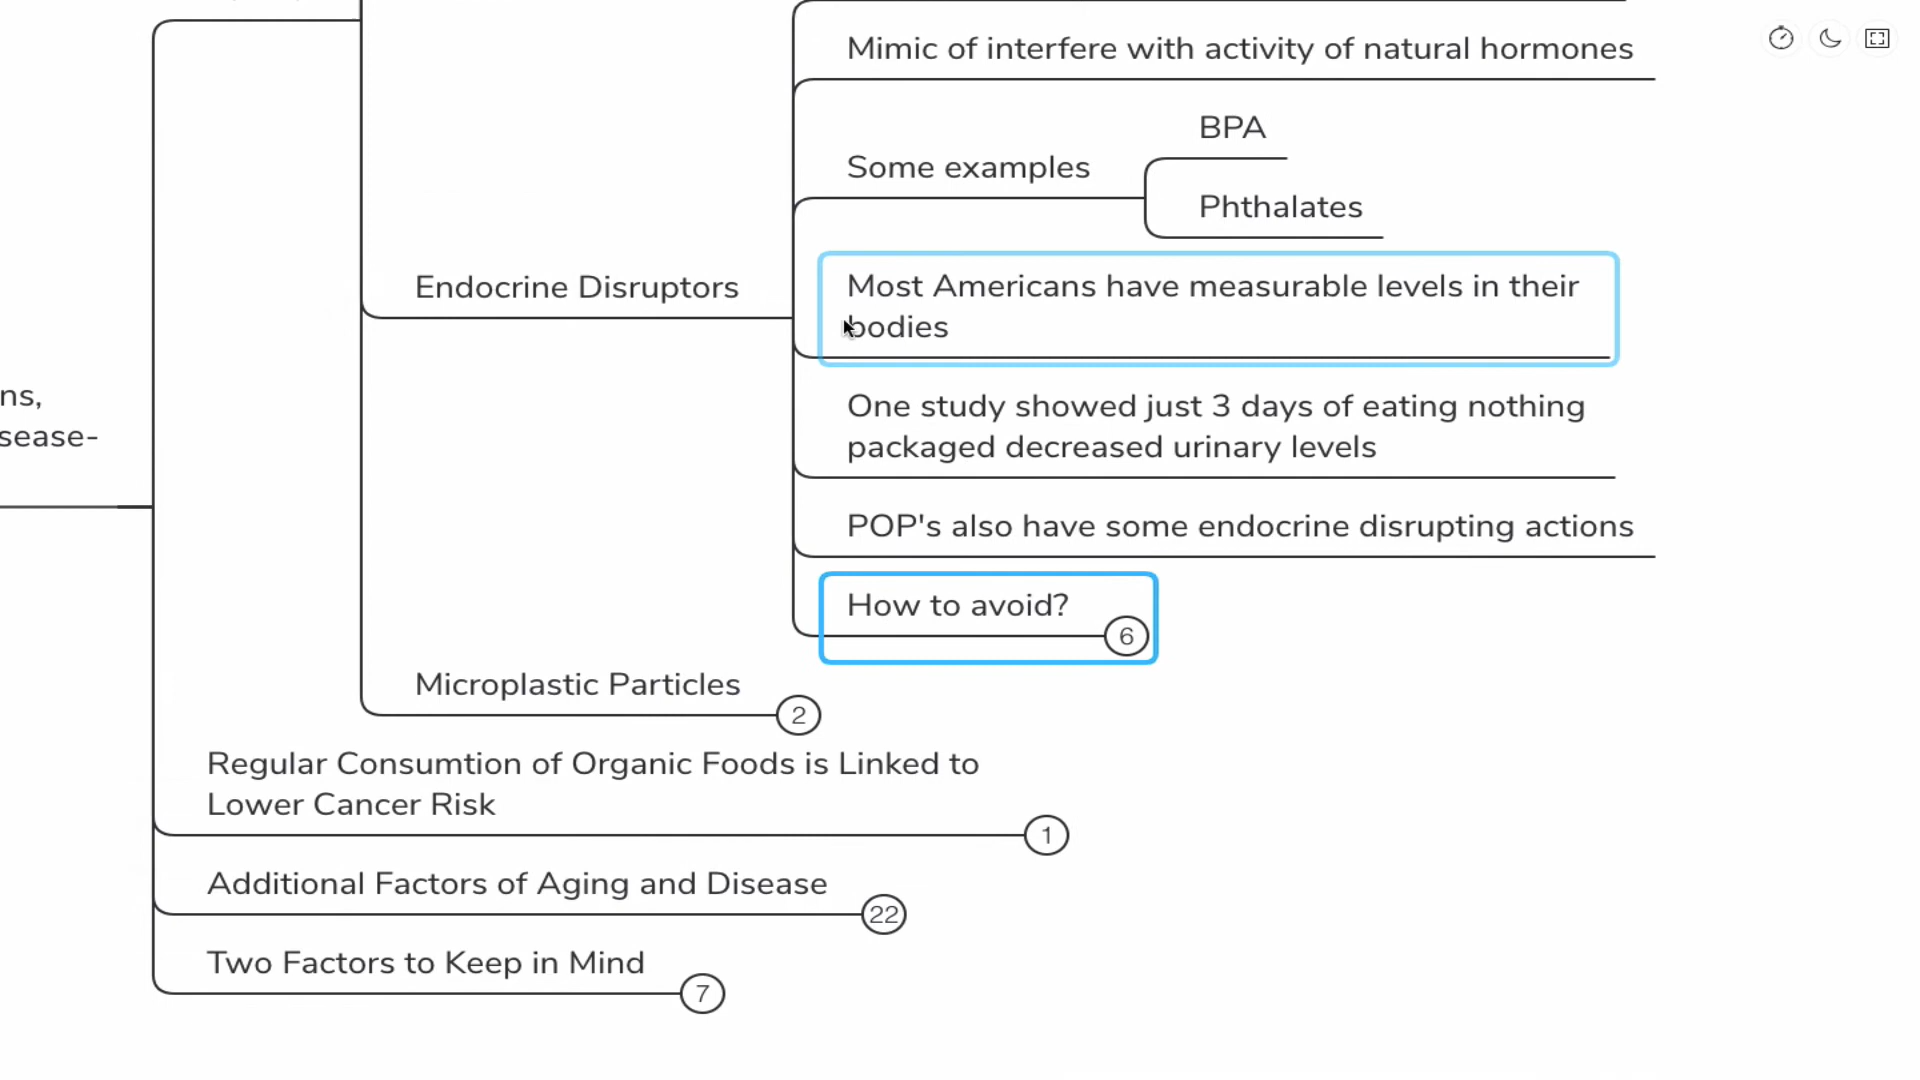 Mimic of interfere with activity of natural hormones
BPA
Some examples
Phthalates
Endocrine Disruptors
Most Americans have measurable levels in their
bodies
ns,
sease-
One study showed just 3 days of eating nothing
packaged decreased urinary levels
POP's also have some endocrine disrupting actions
How to avoid?
6
Microplastic Particles
2
Regular Consumtion of Organic Foods is Linked to
Lower Cancer Risk
1
Additional Factors of Aging and Disease
22
Two Factors to Keep in Mind
7